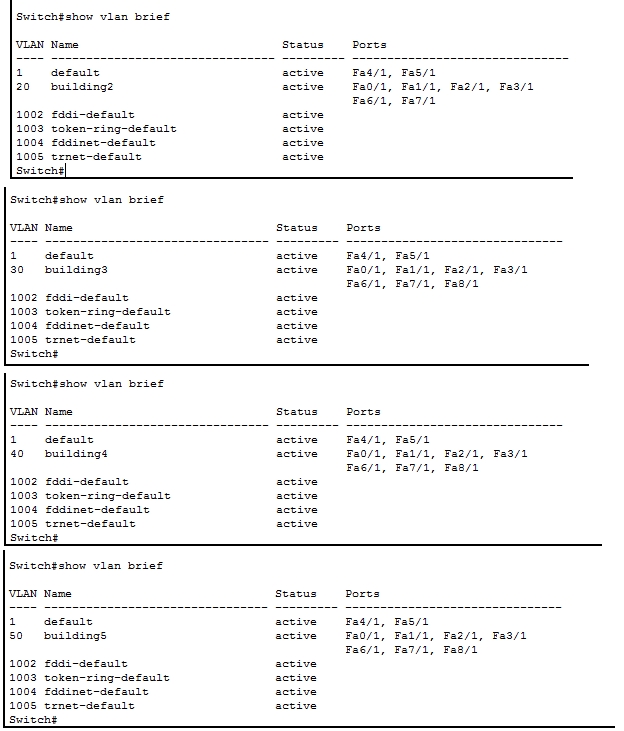 Switch#show vlan brief
VLAN Name Status Ports
---- -------------------------------- --------- -------------------------------
1 default active Fa4/1, Fa5/1
20 building2 active Fa0/1, Fa1/1, Fa2/1, Fa3/1
Fa6/1, Fa7/1
1002 fddi-default active
1003 token-ring-default active
1004 fddinet-default active
1005 trnet-default active
Switch#
Switch#show vlan brief
VLAN Name Status Ports
---- -------------------------------- --------- -------------------------------
1 default active Fa4/1, Fa5/1
30 building3 active Fa0/1, Fa1/1, Fa2/1, Fa3/1
Fa6/1, Fa7/1, Fa8/1
1002 fddi-default active
1003 token-ring-default active
1004 fddinet-default active
1005 trnet-default active
Switch#
Switch#show vlan brief
VLAN Name Status Ports
---- -------------------------------- --------- -------------------------------
1 default active Fa4/1, Fa5/1
40 building4 active Fa0/1, Fa1/1, Fa2/1, Fa3/1
Fa6/1, Fa7/1, Fa8/1
1002 fddi-default active
1003 token-ring-default active
1004 fddinet-default active
1005 trnet-default active
Switch#
Switch#show vlan brief
VLAN Name Status Ports
---- -------------------------------- --------- -------------------------------
1 default active Fa4/1, Fa5/1
50 building5 active Fa0/1, Fa1/1, Fa2/1, Fa3/1
Fa6/1, Fa7/1, Fa8/1
1002 fddi-default active
1003 token-ring-default active
1004 fddinet-default active
1005 trnet-default active
Switch#